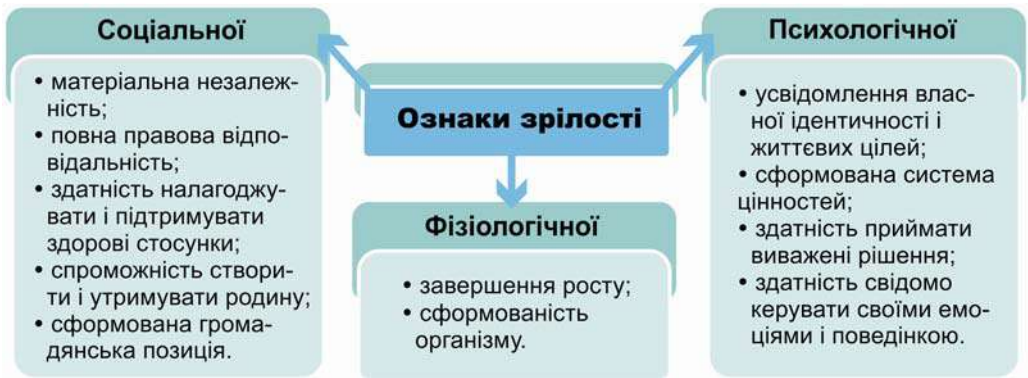 Соціальної
• матеріальна незалеж-
ність;
• повна правова відпо-
відальність;
• здатність налагоджу-
вати і підтримувати
здорові стосунки;
• спроможність створи-
ти і утримувати родину;
• сформована грома-
дянська позиція.
Ознаки зрілості
Фізіологічної
• завершення росту;
• сформованість
організму.
Психологічної
• усвідомлення влас-
ної ідентичності і
життєвих цілей;
• сформована система
цінностей;
• здатність приймати
виважені рішення;
• здатність свідомо
керувати своїми емо-
ціями і поведінкою.